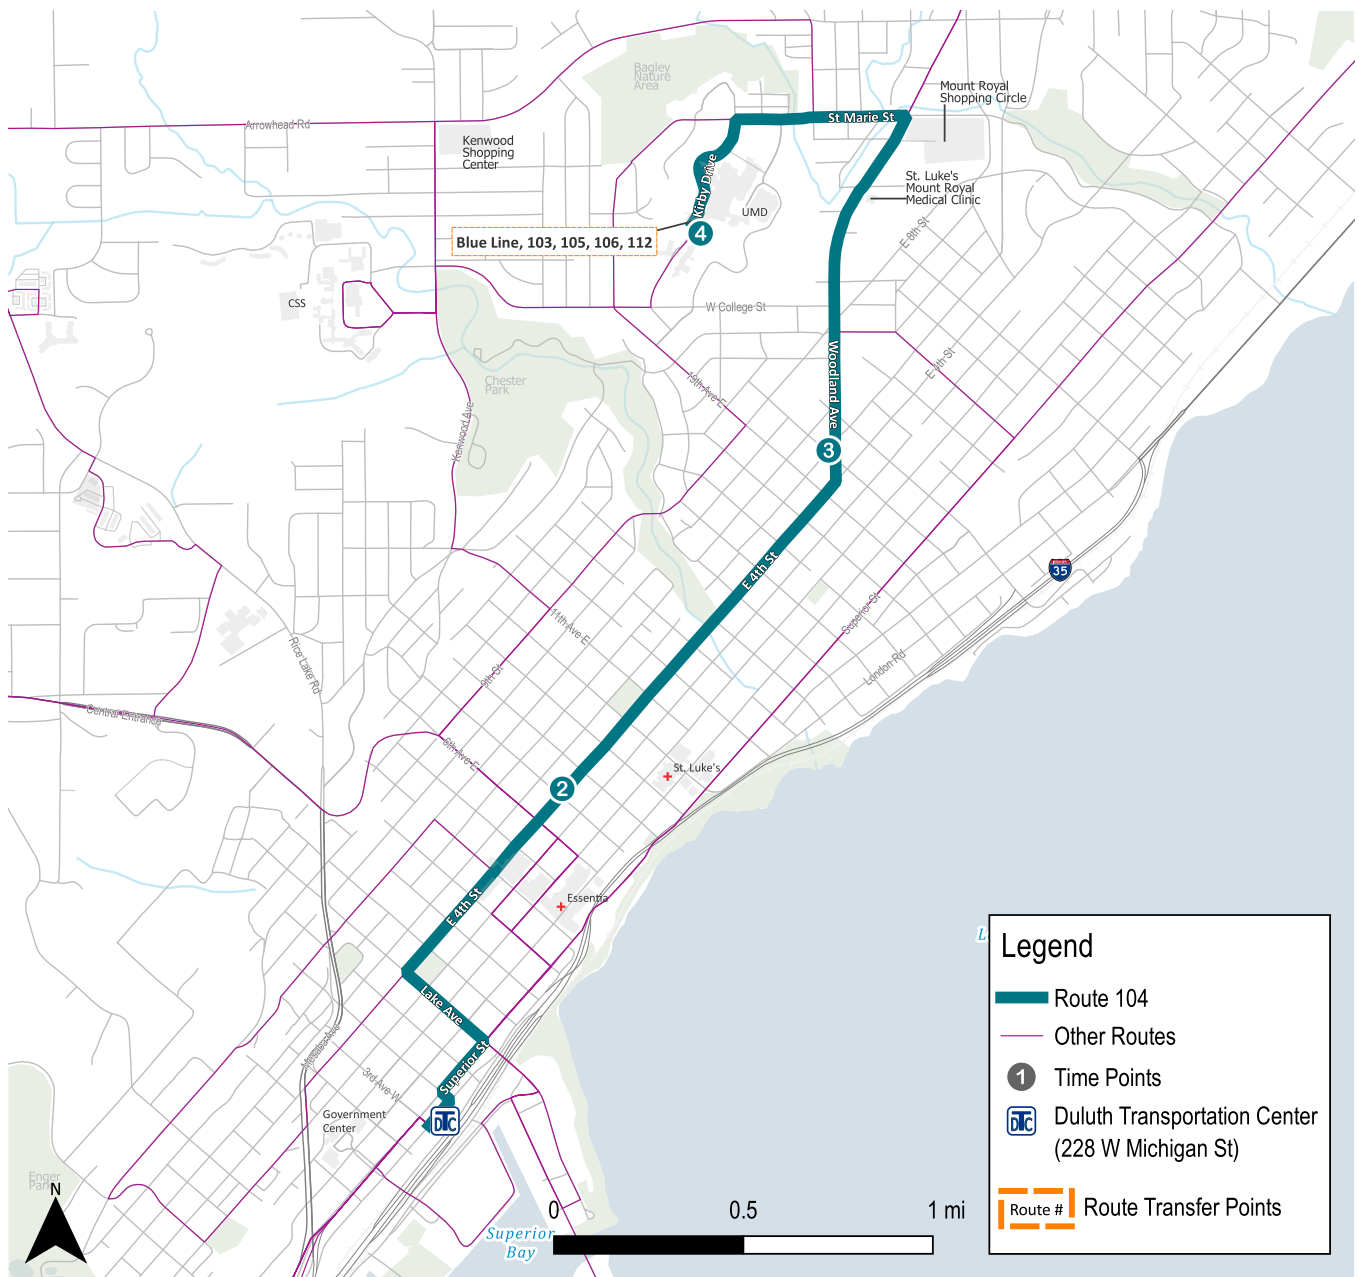 Bagley
Nature
Area
Mount Royal
Shopping Circle
Arrowhead Rd
St Marie St
Kenwood
Shopping
Center
Kirby Drive
St. Luke's
Mount Royal
Medical Clinic
UMD
4
Blue Line, 103, 105, 106, 112
E 8th St
CSS
W College St
Woodland Ave
E 4th St
Chester
Park
19th Ave E
Kenwood Ave
3
35
E 4th St
Superior St
11th Ave E
London Rd
Rice Lake Rd
9th St
Central Entrance
6th Ave E
St. Luke's
2
Essentia
E 4th St
Lake Ave
Mesaba Ave
Superior St
3rd Ave W
Government
Center
DTC
Enger
Park
N
Superior
Bay
0 0.5 1 mi
Legend
Route 104
Other Routes
1 Time Points
DTC Duluth Transportation Center
(228 W Michigan St)
Route # Route Transfer Points